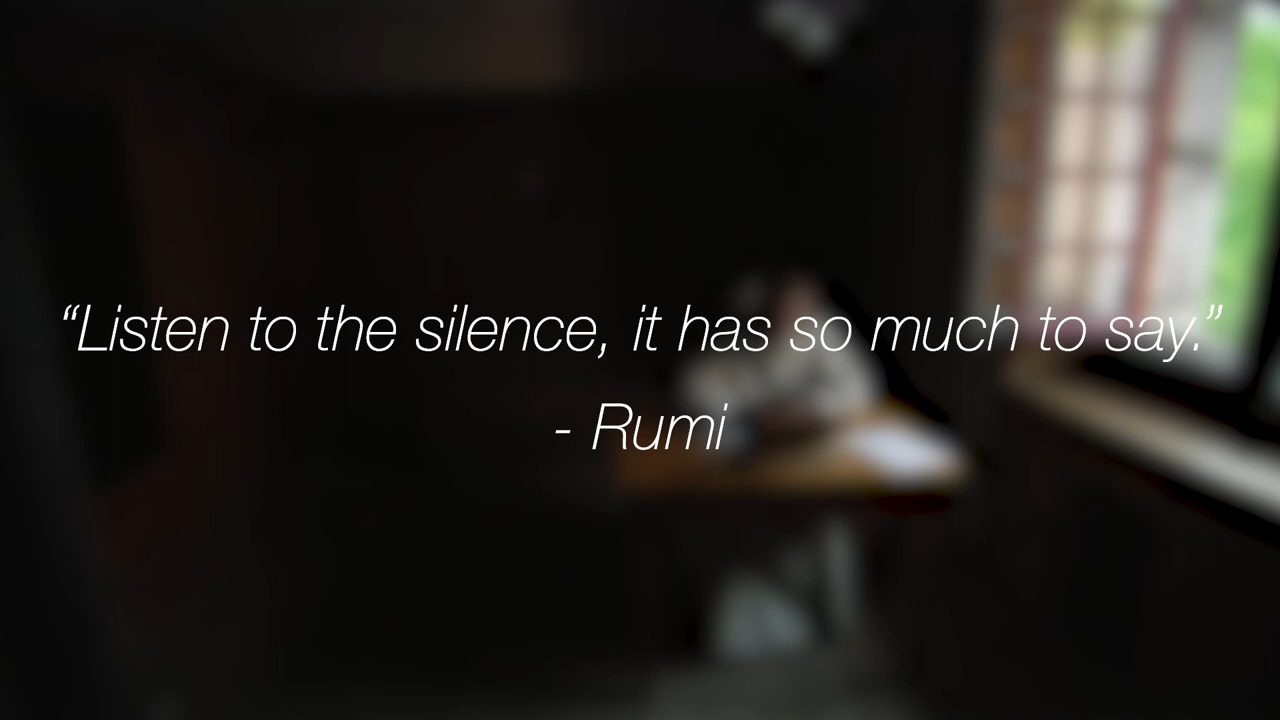 “Listen to the silence, it has so much to say.”
- Rumi